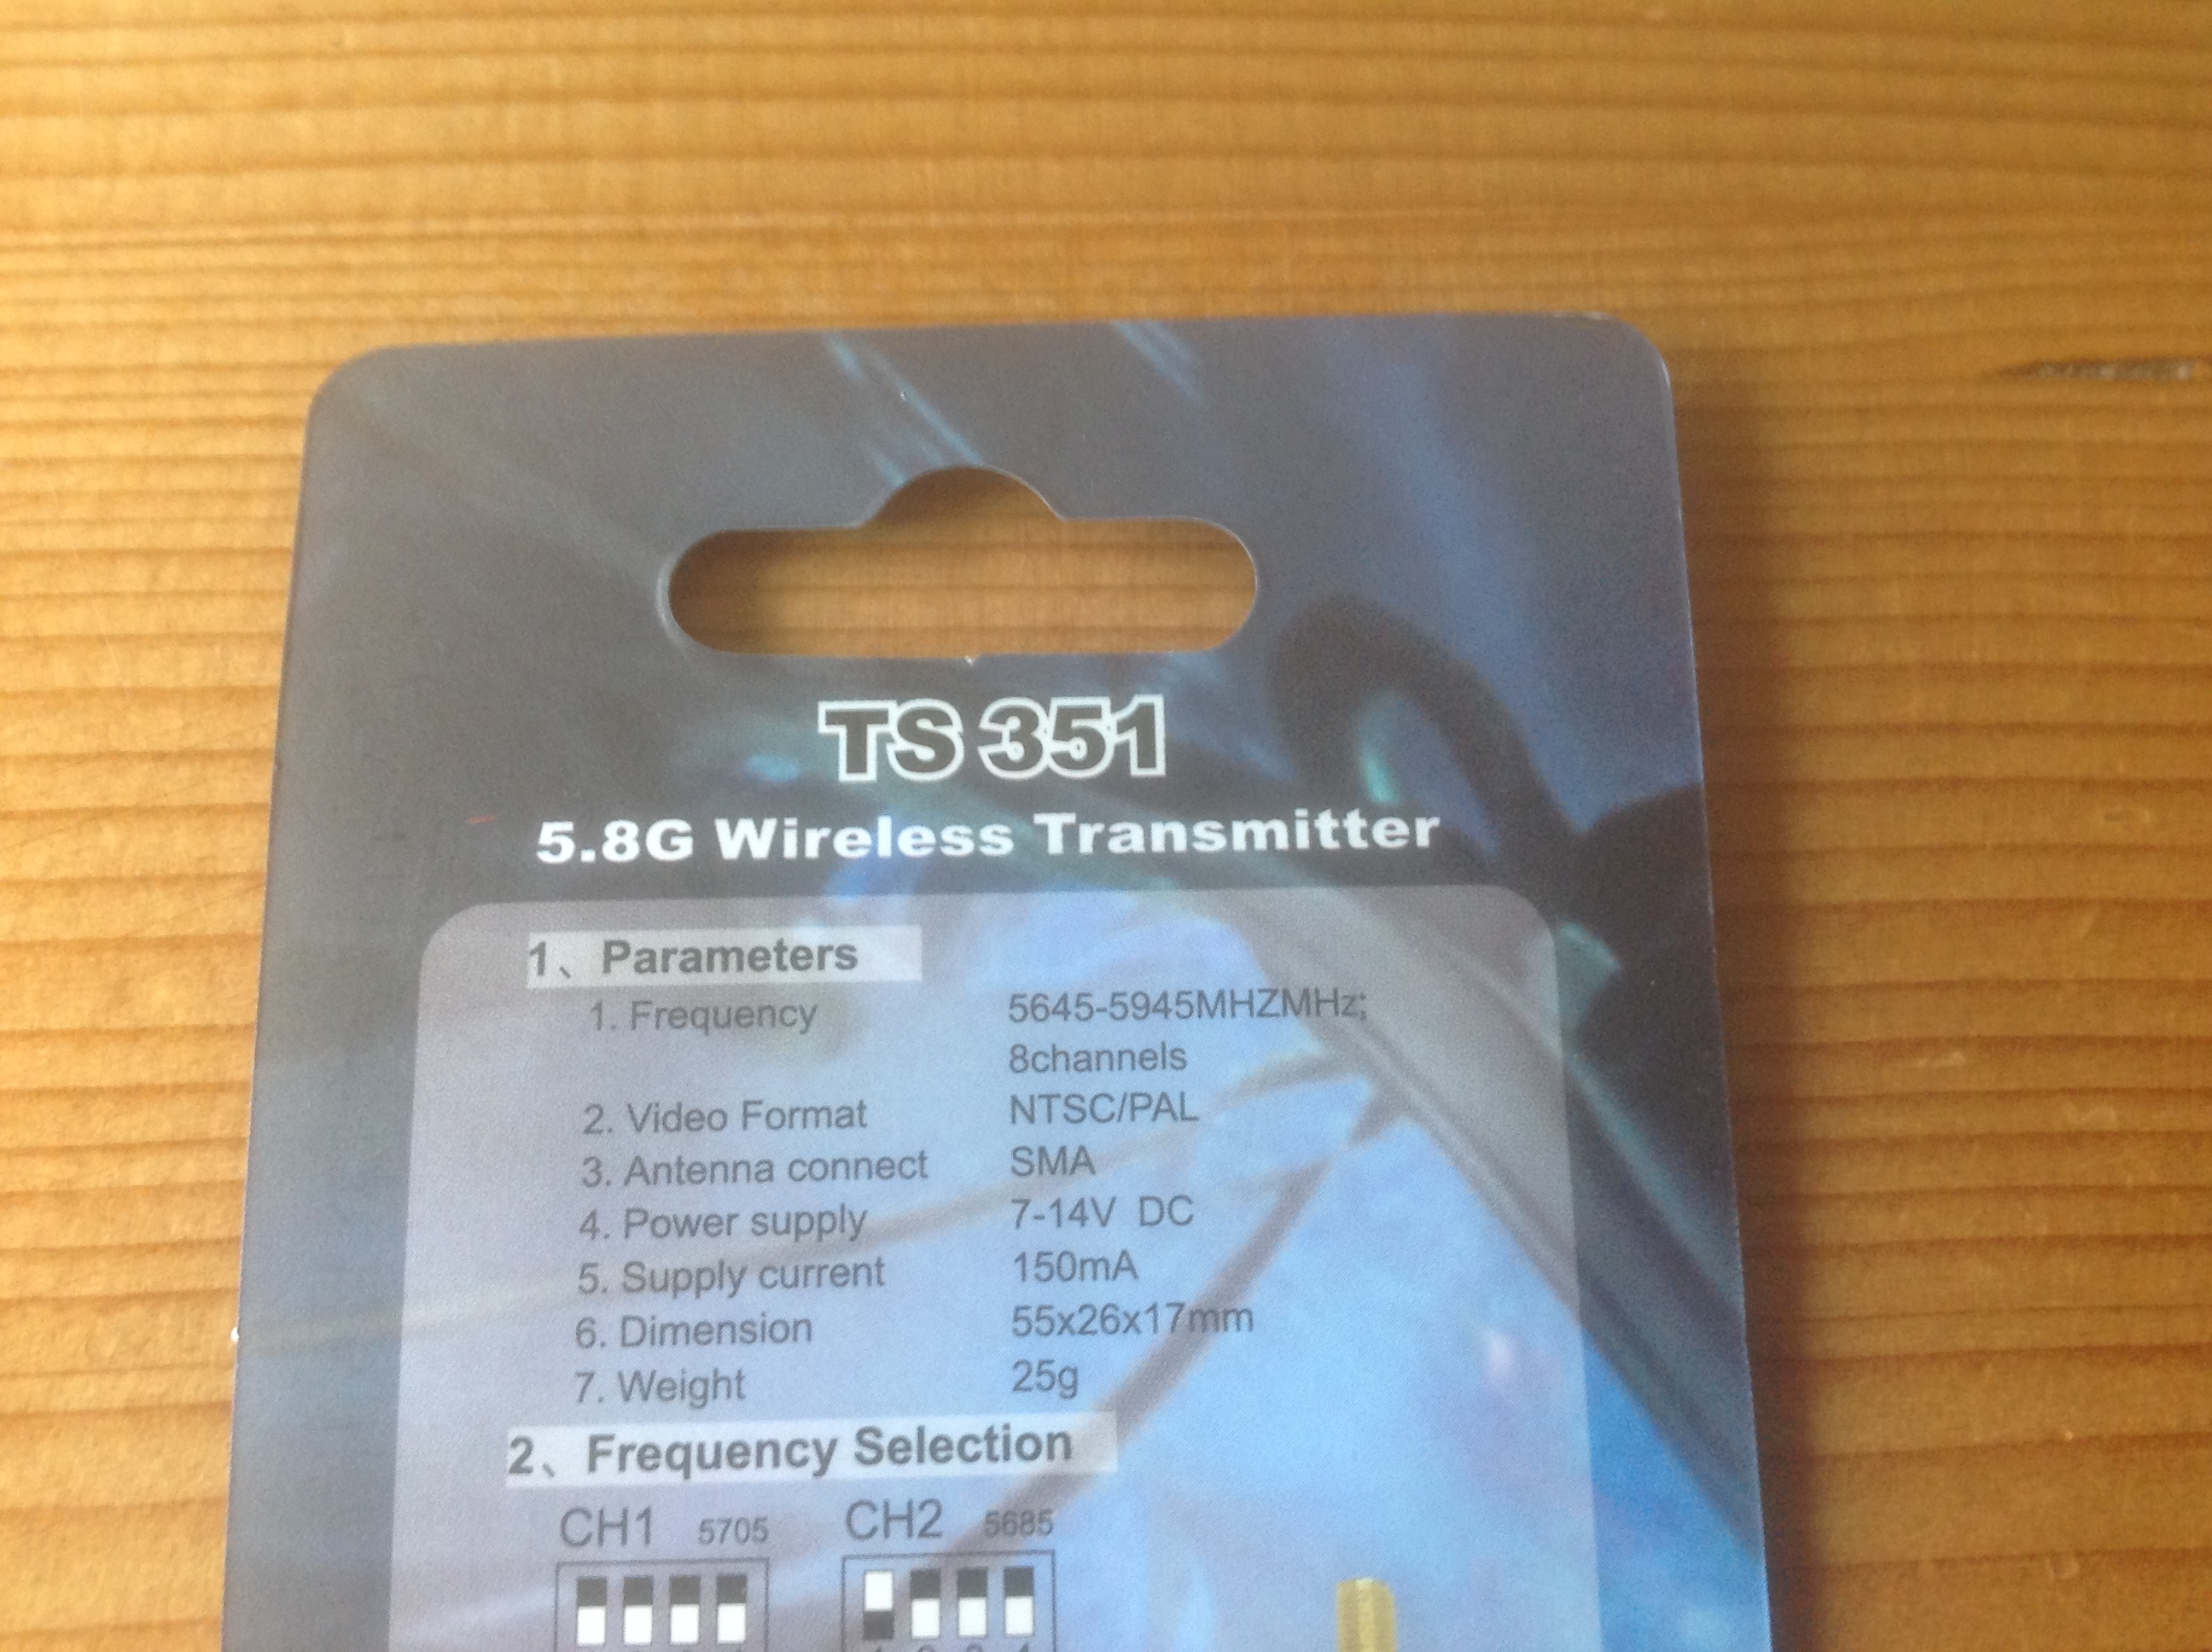 TS 351
5.8G Wireless Transmitter
1、Parameters
1. Frequency 5645-5945MHZMHz;
8channels
2. Video Format NTSC/PAL
3. Antenna connect SMA
4. Power supply 7-14V DC
5. Supply current 150mA
6. Dimension 55x26x17mm
7. Weight 25g
2、Frequency Selection
CH1 5705 CH2 5685